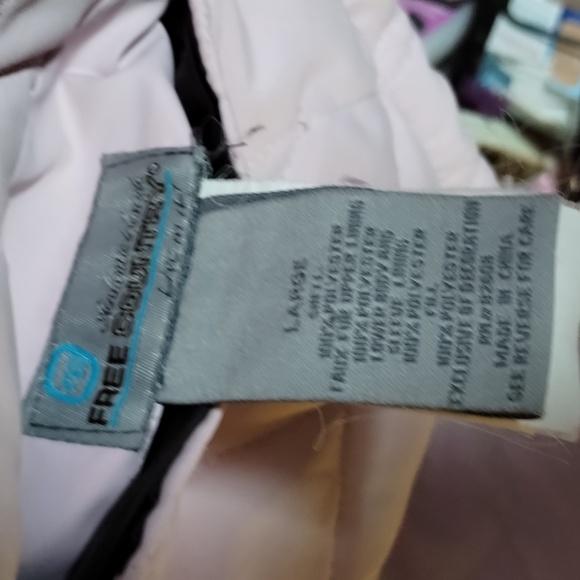 FREE COUNTRY
LARGE
SHELL
100% POLYESTER
FAUX FUR UPPER LINING
100% POLYESTER
LOWER BODY AND
SLEEVE LINING
100% POLYESTER
FILL
100% POLYESTER
EXCLUSIVE OF DECORATION
MADE IN CHINA
SEE REVERSE FOR CARE